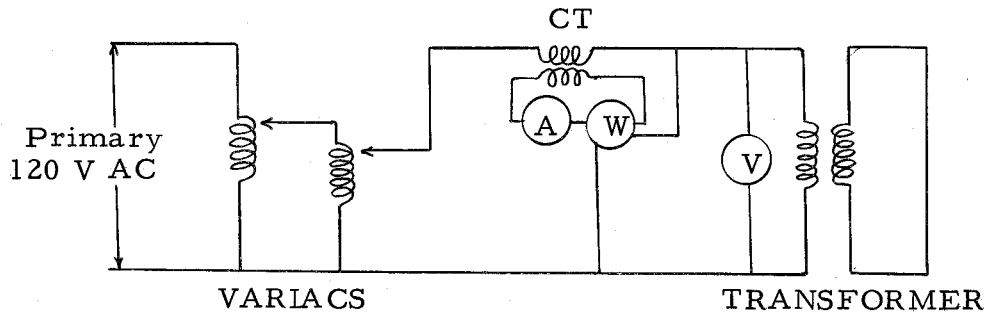 CT
A
W
Primary
120 V AC
V
VARIACS
TRANSFORMER